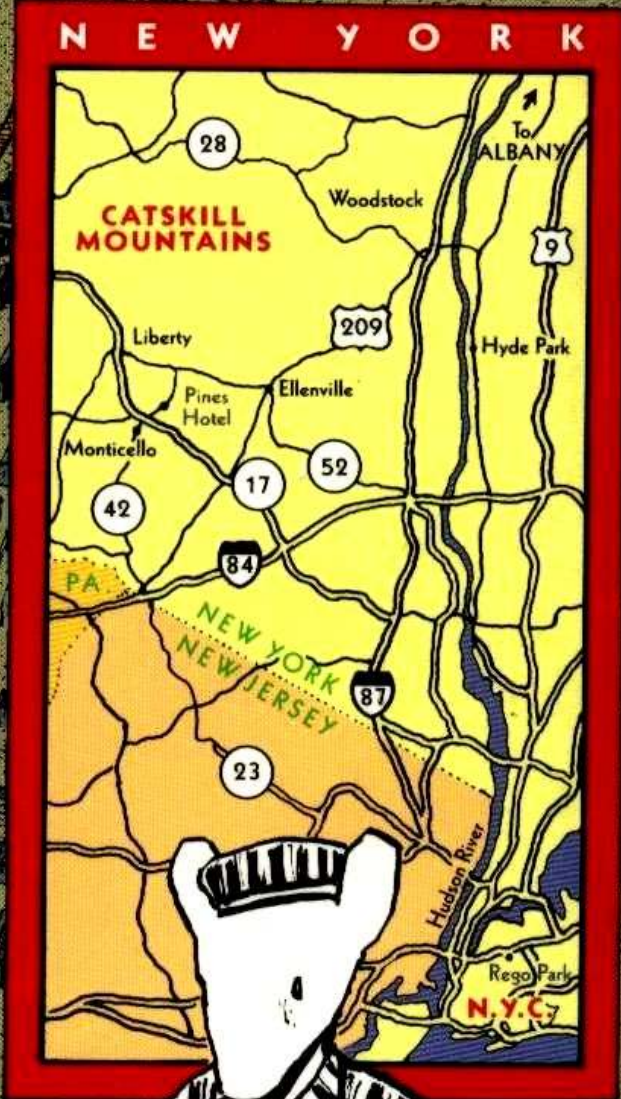 NEW YORK
To
ALBANY
28
Woodstock
CATSKILL
MOUNTAINS
9
209
Liberty
Hyde Park
Ellenville
Pines
Hotel
Monticello
52
17
42
84
PA.
NEW YORK
NEW JERSEY
87
23
Hudson River
Rego Park
N.Y.C.